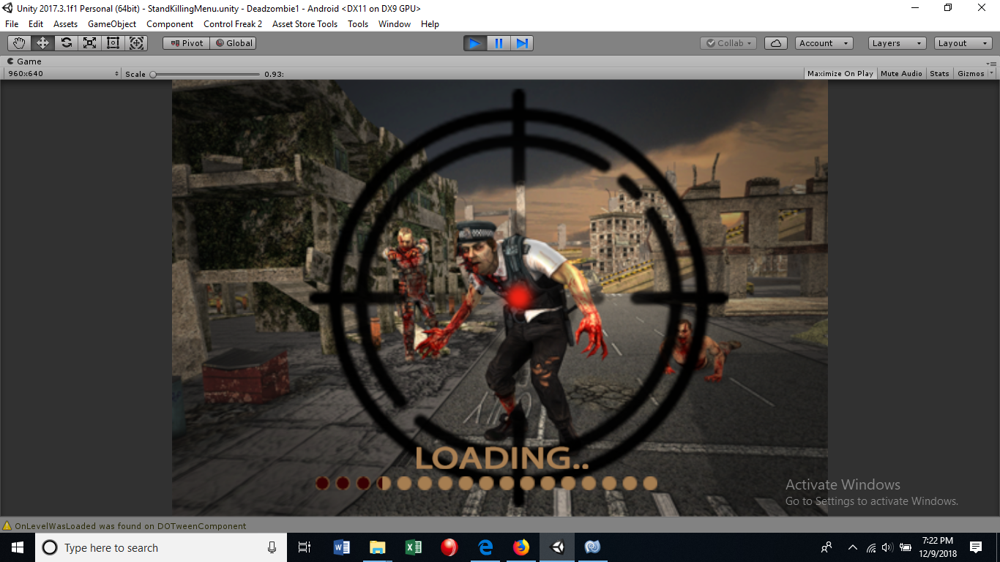 Unity 2017.3.1f1 Personal (64bit) - StandKillingMenu.unity - Deadzombie1 - Android <DX11 on DX9 GPU>
File Edit Assets GameObject Component Control Freak 2 Asset Store Tools Tools Window Help
Pivot Global Collab Account Layers Layout
Game
960x640 Scale 0.93: Maximize On Play Mute Audio Stats Gizmos
LOADING..
Activate Windows
Go to Settings to activate Windows.
OnLevelWasLoaded was found on DOTweenComponent
Type here to search
7:22 PM
12/9/2018